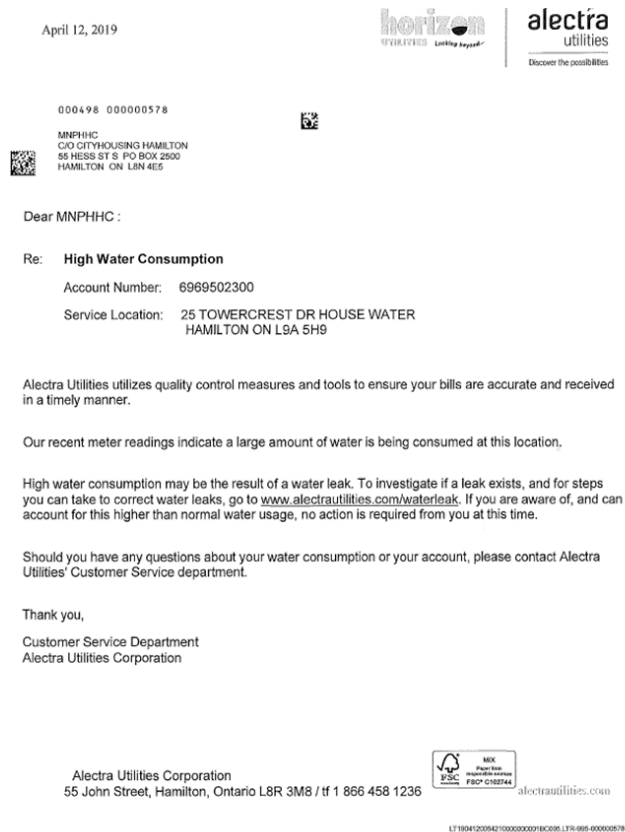 April 12, 2019
horizon
UTILITIES Looking beyond
alectra
utilities
Discover the possibilities
000498 000000578
MNPHHC
C/O CITYHOUSING HAMILTON
55 HESS ST S PO BOX 2500
HAMILTON ON L8N 4E5
Dear MNPHHC :
Re: High Water Consumption
Account Number: 6969502300
Service Location: 25 TOWERCREST DR HOUSE WATER
HAMILTON ON L9A 5H9
Alectra Utilities utilizes quality control measures and tools to ensure your bills are accurate and received
in a timely manner.
Our recent meter readings indicate a large amount of water is being consumed at this location.
High water consumption may be the result of a water leak. To investigate if a leak exists, and for steps
you can take to correct water leaks, go to www.alectrautilities.com/waterleak. If you are aware of, and can
account for this higher than normal water usage, no action is required from you at this time.
Should you have any questions about your water consumption or your account, please contact Alectra
Utilities' Customer Service department.
Thank you,
Customer Service Department
Alectra Utilities Corporation
Alectra Utilities Corporation
55 John Street, Hamilton, Ontario L8R 3M8 / tf 1 866 458 1236
FSC
MIX
Paper from
responsible sources
FSC® C102744
alectrautilities.com